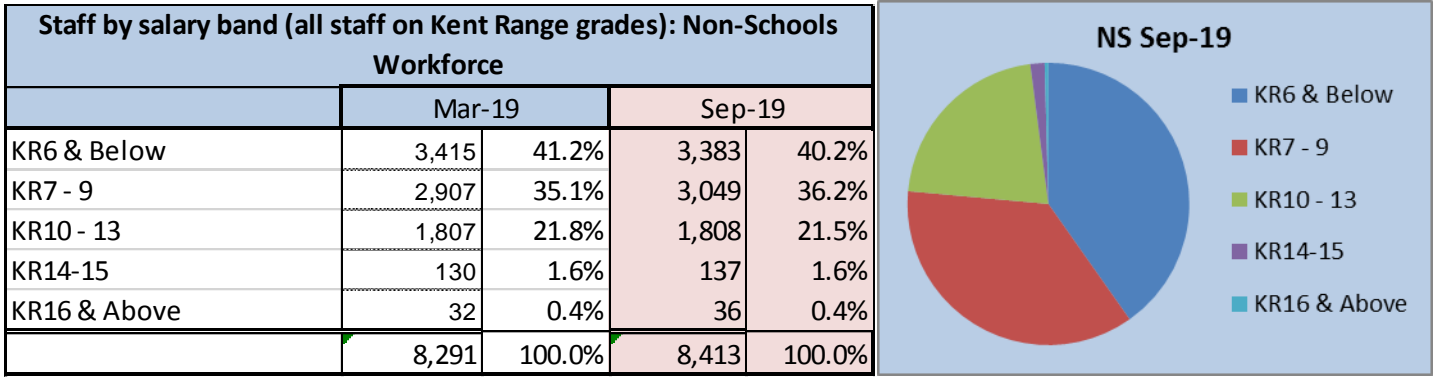 Staff by salary band (all staff on Kent Range grades): Non-Schools
Workforce
Mar-19 Sep-19
KR6 & Below 3,415 41.2% 3,383 40.2%
KR7 - 9 2,907 35.1% 3,049 36.2%
KR10 - 13 1,807 21.8% 1,808 21.5%
KR14-15 130 1.6% 137 1.6%
KR16 & Above 32 0.4% 36 0.4%
8,291 100.0% 8,413 100.0%
NS Sep-19
KR6 & Below
KR7 - 9
KR10 - 13
KR14-15
KR16 & Above